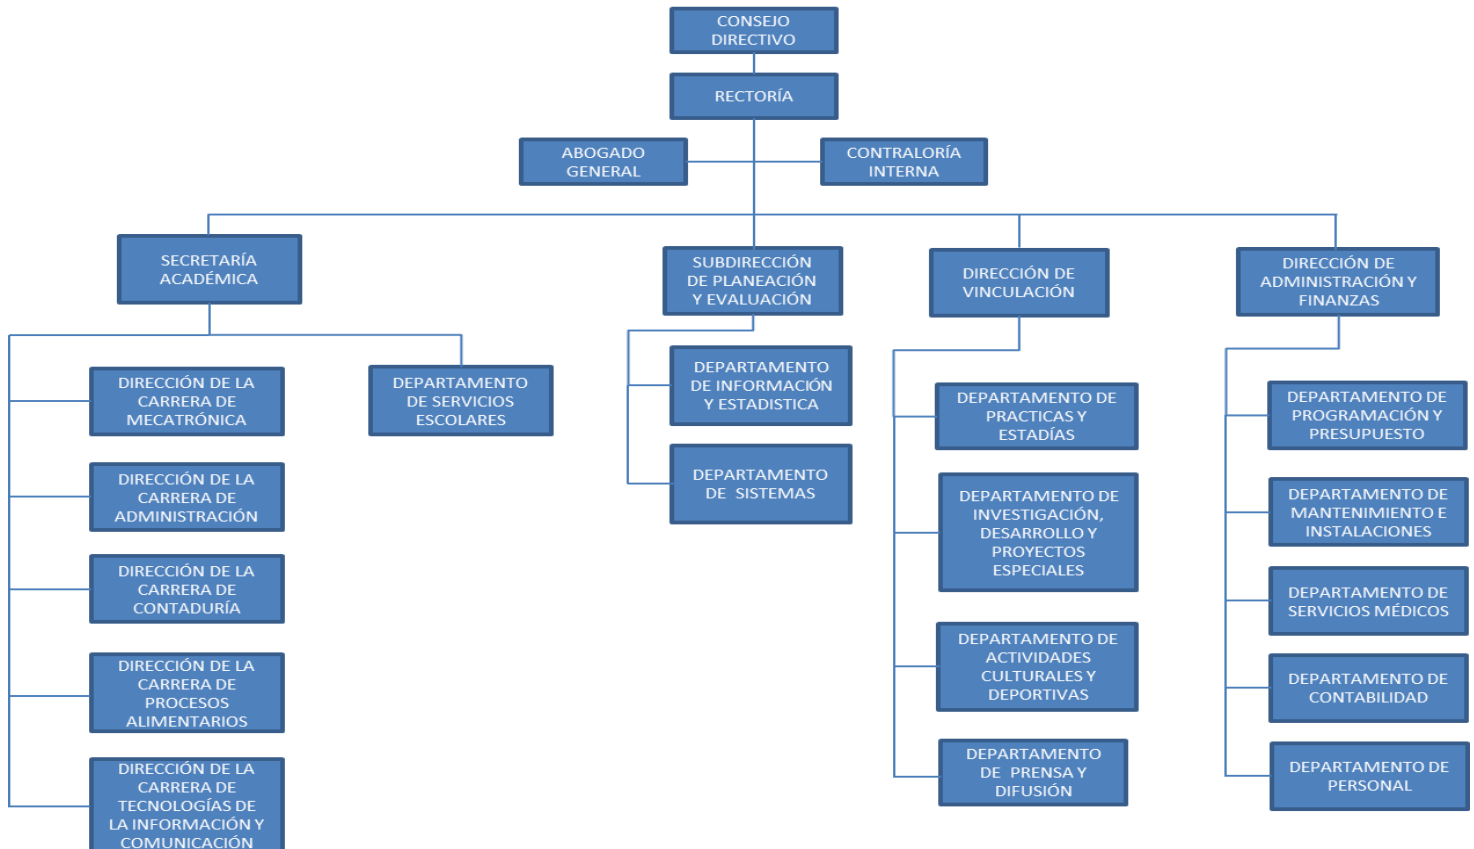 CONSEJO
DIRECTIVO
RECTORÍA
ABOGADO
GENERAL
CONTRALORÍA
INTERNA
SECRETARÍA
ACADÉMICA
SUBDIRECCIÓN
DE PLANEACIÓN
Y EVALUACIÓN
DIRECCIÓN DE
VINCULACIÓN
DIRECCIÓN DE
ADMINISTRACIÓN Y
FINANZAS
DIRECCIÓN DE LA
CARRERA DE
MECATRÓNICA
DIRECCIÓN DE LA
CARRERA DE
ADMINISTRACIÓN
DIRECCIÓN DE LA
CARRERA DE
CONTADURÍA
DIRECCIÓN DE LA
CARRERA DE
PROCESOS
ALIMENTARIOS
DIRECCIÓN DE LA
CARRERA DE
TECNOLOGÍAS DE
LA INFORMACIÓN Y
COMUNICACIÓN
DEPARTAMENTO
DE SERVICIOS
ESCOLARES
DEPARTAMENTO
DE INFORMACIÓN
Y ESTADISTICA
DEPARTAMENTO
DE SISTEMAS
DEPARTAMENTO DE
PRACTICAS Y
ESTADÍAS
DEPARTAMENTO DE
INVESTIGACIÓN,
DESARROLLO Y
PROYECTOS
ESPECIALES
DEPARTAMENTO DE
ACTIVIDADES
CULTURALES Y
DEPORTIVAS
DEPARTAMENTO
DE PRENSA Y
DIFUSIÓN
DEPARTAMENTO DE
PROGRAMACIÓN Y
PRESUPUESTO
DEPARTAMENTO DE
MANTENIMIENTO E
INSTALACIONES
DEPARTAMENTO DE
SERVICIOS MÉDICOS
DEPARTAMENTO DE
CONTABILIDAD
DEPARTAMENTO DE
PERSONAL